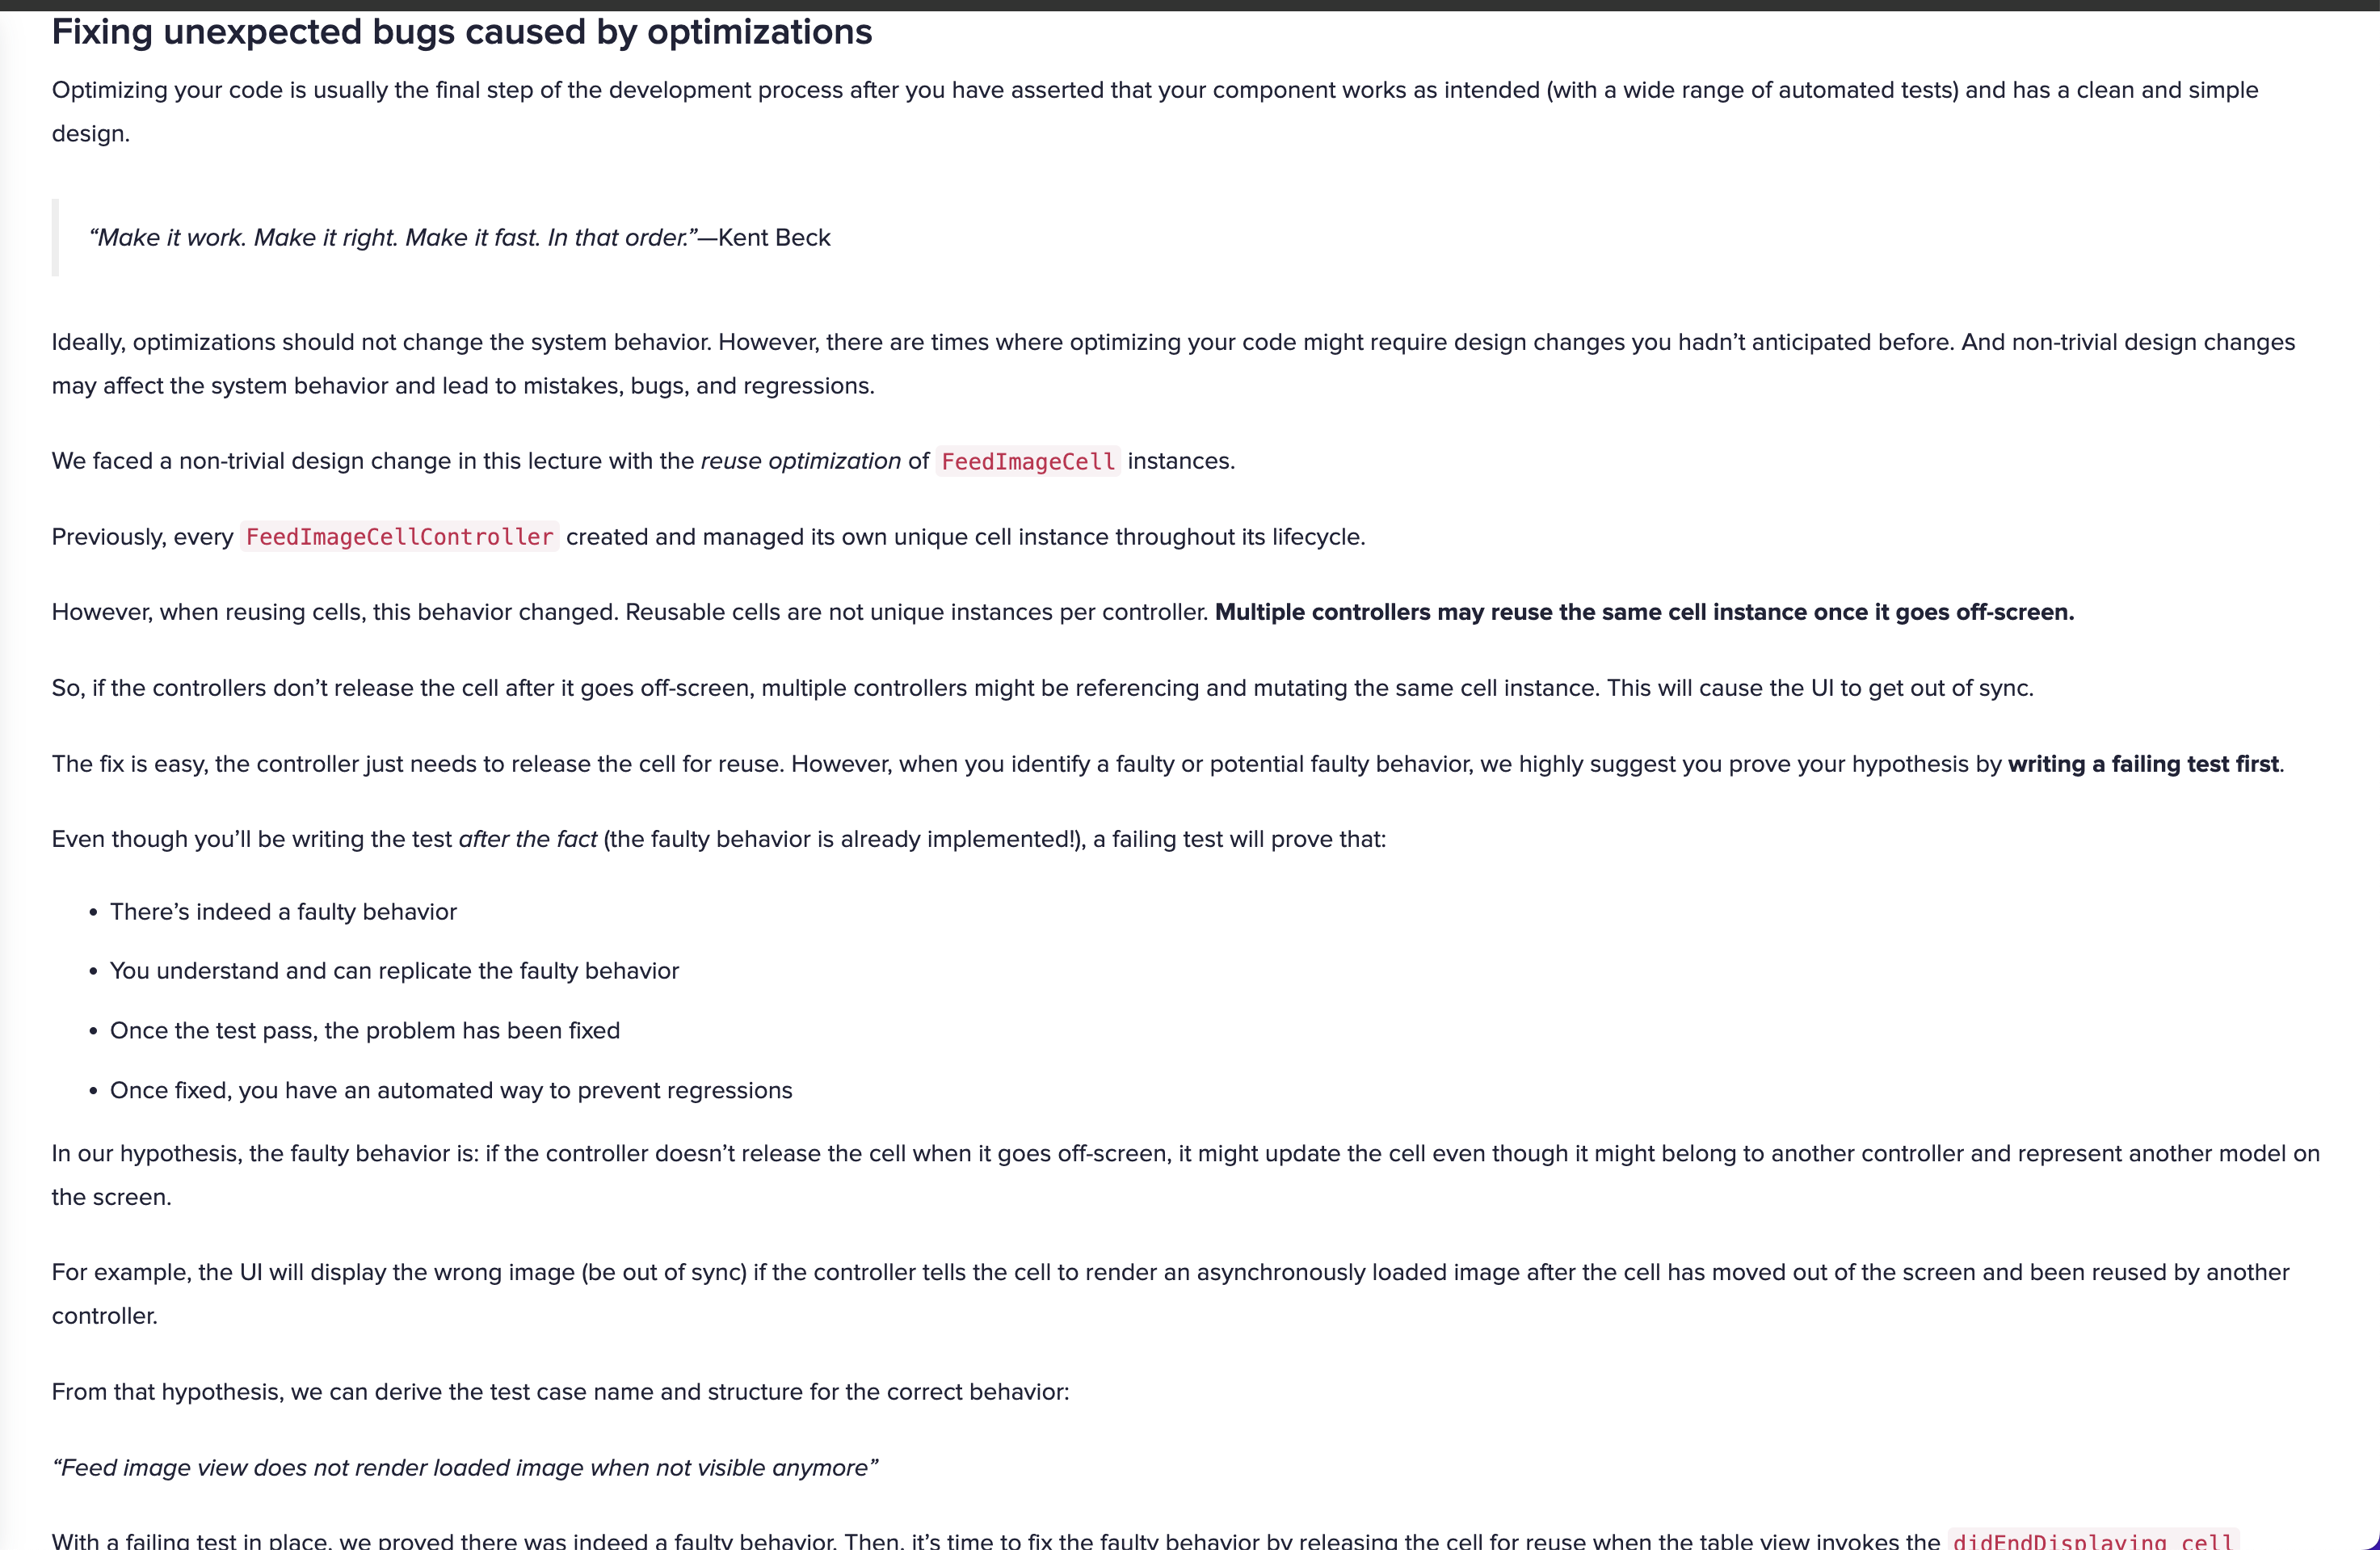 Fixing unexpected bugs caused by optimizations
Optimizing your code is usually the final step of the development process after you have asserted that your component works as intended (with a wide range of automated tests) and has a clean and simple
design.
“Make it work. Make it right. Make it fast. In that order.”—Kent Beck
Ideally, optimizations should not change the system behavior. However, there are times where optimizing your code might require design changes you hadn’t anticipated before. And non-trivial design changes
may affect the system behavior and lead to mistakes, bugs, and regressions.
We faced a non-trivial design change in this lecture with the reuse optimization of FeedImageCell instances.
Previously, every FeedImageCellController created and managed its own unique cell instance throughout its lifecycle.
However, when reusing cells, this behavior changed. Reusable cells are not unique instances per controller. Multiple controllers may reuse the same cell instance once it goes off-screen.
So, if the controllers don’t release the cell after it goes off-screen, multiple controllers might be referencing and mutating the same cell instance. This will cause the UI to get out of sync.
The fix is easy, the controller just needs to release the cell for reuse. However, when you identify a faulty or potential faulty behavior, we highly suggest you prove your hypothesis by writing a failing test first.
Even though you’ll be writing the test after the fact (the faulty behavior is already implemented!), a failing test will prove that:
• There’s indeed a faulty behavior
• You understand and can replicate the faulty behavior
• Once the test pass, the problem has been fixed
• Once fixed, you have an automated way to prevent regressions
In our hypothesis, the faulty behavior is: if the controller doesn’t release the cell when it goes off-screen, it might update the cell even though it might belong to another controller and represent another model on
the screen.
For example, the UI will display the wrong image (be out of sync) if the controller tells the cell to render an asynchronously loaded image after the cell has moved out of the screen and been reused by another
controller.
From that hypothesis, we can derive the test case name and structure for the correct behavior:
“Feed image view does not render loaded image when not visible anymore”
With a failing test in place, we proved there was indeed a faulty behavior. Then, it’s time to fix the faulty behavior by releasing the cell for reuse when the table view invokes the didEndDisplaying cell